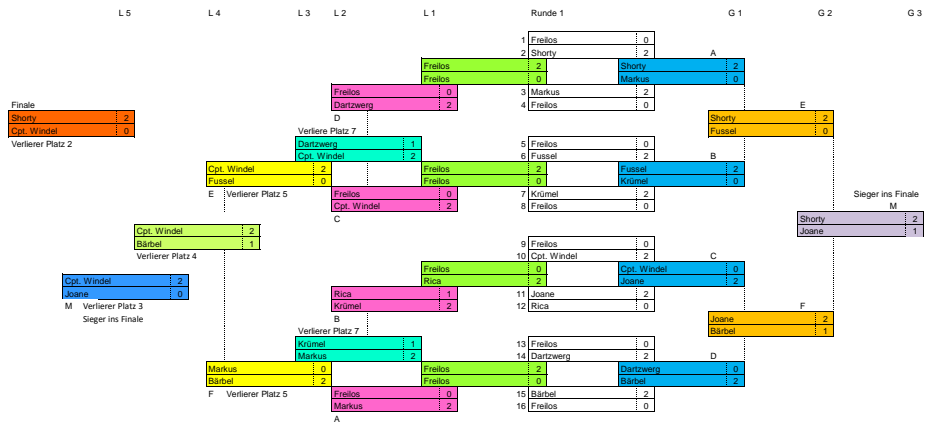 L 5 L 4 L 3 L 2 L 1 Runde 1 G 1 G 2 G 3
1 Freilos 0
2 Shorty 2 A
Freilos 2 Shorty 2
Freilos 0 Markus 0
Freilos 0 3 Markus 2
Finale Dartzwerg 2 4 Freilos 0 E
Shorty 2 D Shorty 2
Cpt. Windel 0 Verliere Platz 7 Fussel 0
Verlierer Platz 2 Dartzwerg 1 5 Freilos 0
Cpt. Windel 2 6 Fussel 2 B
Cpt. Windel 2 Freilos 2 Fussel 2
Fussel 0 Freilos 0 Krümel 0
E Verlierer Platz 5 Freilos 0 7 Krümel 2 Sieger ins Finale
Cpt. Windel 2 8 Freilos 0 M
C Shorty 2
Cpt. Windel 2 Joane 1
Bärbel 1 9 Freilos 0
Verlierer Platz 4 10 Cpt. Windel 2 C
Freilos 0 Cpt. Windel 0
Cpt. Windel 2 Rica 2 Joane 2
Joane 0 Rica 1 11 Joane 2
M Verlierer Platz 3 Krümel 2 12 Rica 0 F
Sieger ins Finale B Joane 2
Verlierer Platz 7 Bärbel 1
Krümel 1 13 Freilos 0
Markus 2 14 Dartzwerg 2 D
Markus 0 Freilos 2 Dartzwerg 0
Bärbel 2 Freilos 0 Bärbel 2
F Verlierer Platz 5 Freilos 0 15 Bärbel 2
Markus 2 16 Freilos 0
A